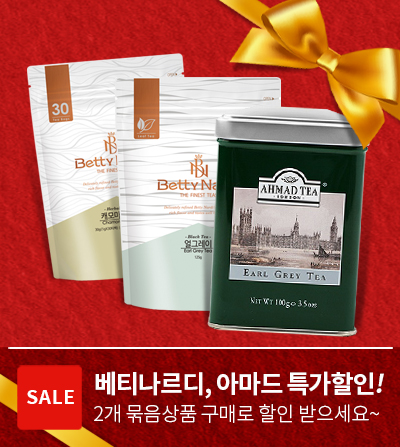 30
Betty
THE FINEST TEA
캐모마
Betty Na
THE FINEST TEA
Black Tea
얼그레이
Earl Grey Tea
AHMAD TEA
LONDON
EARL GREY TEA
NET WT 100g℮ 3.5 ozs
베티나르디, 아마드 특가할인!
SALE
2개 묶음상품 구매로 할인 받으세요~